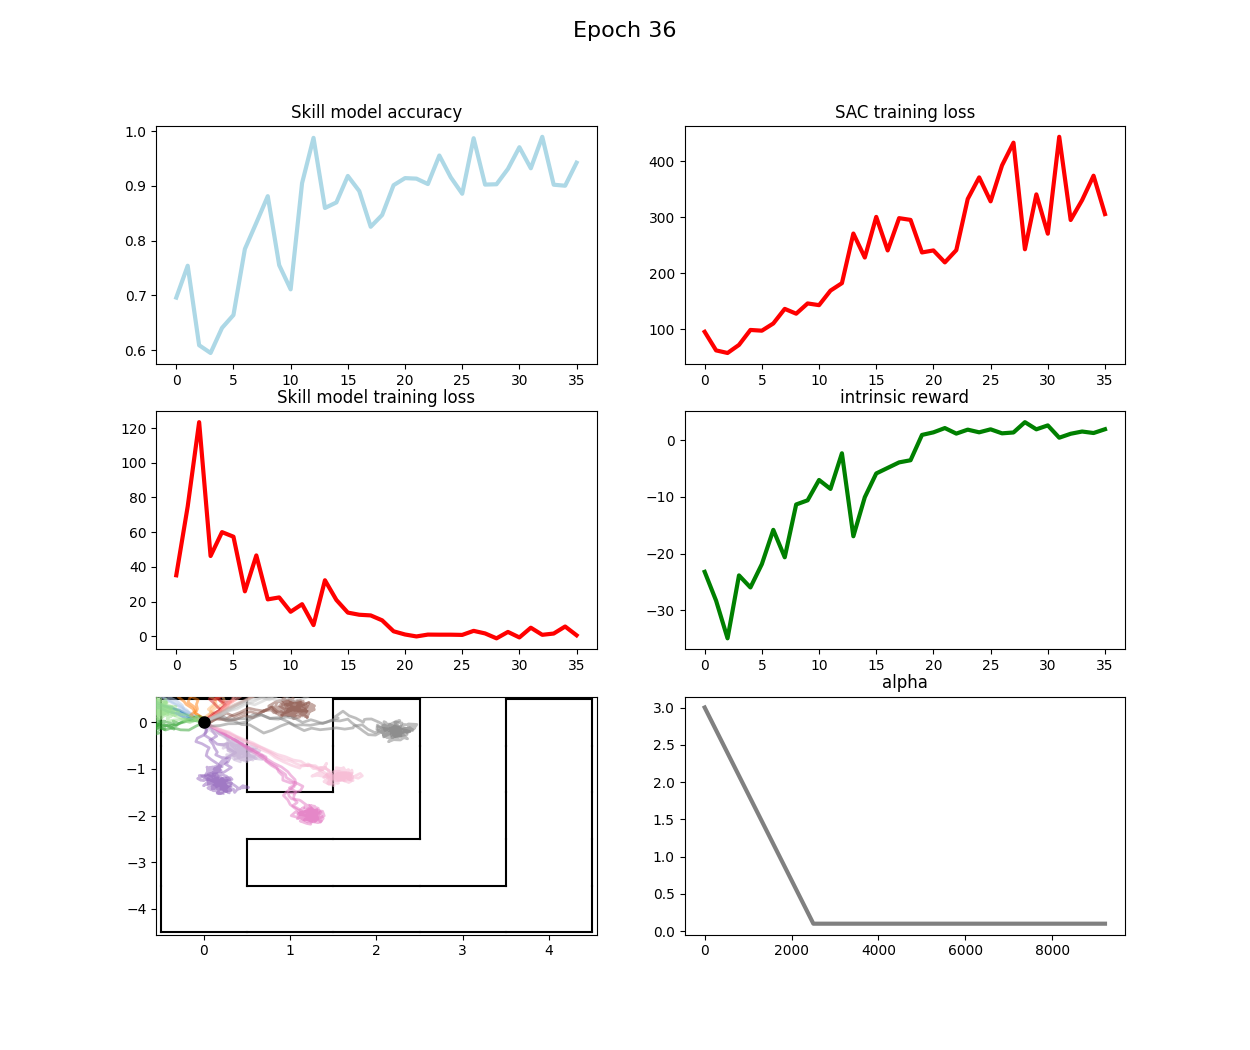 Epoch 36
Skill model accuracy
1.0
0.9
0.8
0.7
0.6
0 5 10 15 20 25 30 35
SAC training loss
400
300
200
100
0 5 10 15 20 25 30 35
Skill model training loss
120
100
80
60
40
20
0
0 5 10 15 20 25 30 35
intrinsic reward
0
−10
−20
−30
0 5 10 15 20 25 30 35
0
−1
−2
−3
−4
0 1 2 3 4
alpha
3.0
2.5
2.0
1.5
1.0
0.5
0.0
0 2000 4000 6000 8000